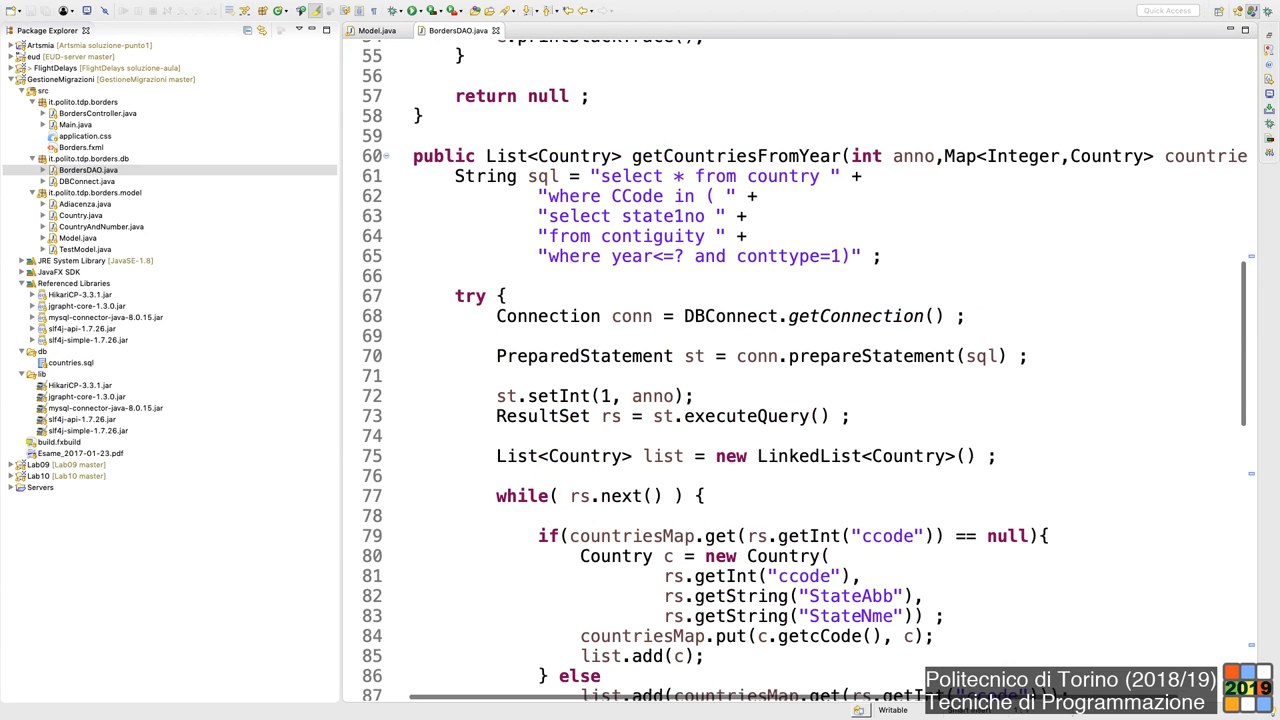 Quick Access
Package Explorer
Artsmia [Artsmia soluzione-punto1]
eud [EUD-server master]
> FlightDelays [FlightDelays soluzione-aula]
GestioneMigrazioni [GestioneMigrazioni master]
src
it.polito.tdp.borders
BordersController.java
Main.java
application.css
Borders.fxml
it.polito.tdp.borders.db
BordersDAO.java
DBConnect.java
it.polito.tdp.borders.model
Adiacenza.java
Country.java
CountryAndNumber.java
Model.java
TestModel.java
JRE System Library [JavaSE-1.8]
JavaFX SDK
Referenced Libraries
HikariCP-3.3.1.jar
jgrapht-core-1.3.0.jar
mysql-connector-java-8.0.15.jar
slf4j-api-1.7.26.jar
slf4j-simple-1.7.26.jar
db
countries.sql
lib
HikariCP-3.3.1.jar
jgrapht-core-1.3.0.jar
mysql-connector-java-8.0.15.jar
slf4j-api-1.7.26.jar
slf4j-simple-1.7.26.jar
build.fxbuild
Esame_2017-01-23.pdf
Lab09 [Lab09 master]
Lab10 [Lab10 master]
Servers
Model.java
BordersDAO.java
55 }
56
57 return null ;
58 }
59
60 public List<Country> getCountriesFromYear(int anno,Map<Integer,Country> countrie
61 String sql = "select * from country " +
62 "where CCode in ( " +
63 "select state1no " +
64 "from contiguity " +
65 "where year<=? and conttype=1)" ;
66
67 try {
68 Connection conn = DBConnect.getConnection() ;
69
70 PreparedStatement st = conn.prepareStatement(sql) ;
71
72 st.setInt(1, anno);
73 ResultSet rs = st.executeQuery() ;
74
75 List<Country> list = new LinkedList<Country>() ;
76
77 while( rs.next() ) {
78
79 if(countriesMap.get(rs.getInt("ccode")) == null){
80 Country c = new Country(
81 rs.getInt("ccode"),
82 rs.getString("StateAbb"),
83 rs.getString("StateNme")) ;
84 countriesMap.put(c.getcCode(), c);
85 list.add(c);
86 } else
87 list.add(countriesMap.get(rs.getInt("ccode")));
Politecnico di Torino (2018/19)
Tecniche di Programmazione
2019
Writable